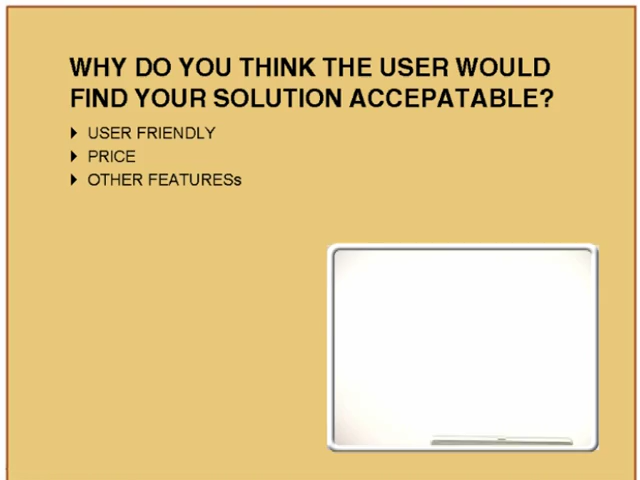 WHY DO YOU THINK THE USER WOULD
FIND YOUR SOLUTION ACCEPATABLE?
USER FRIENDLY
PRICE
OTHER FEATURESs